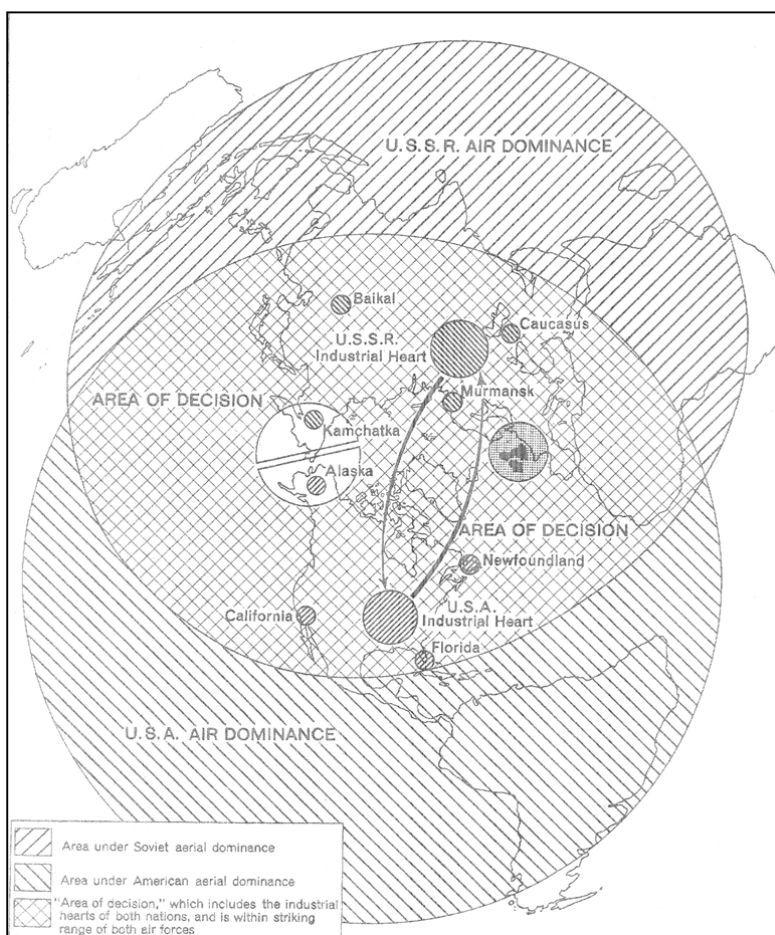 U.S.S.R. AIR DOMINANCE
Baikal
Caucasus
U.S.S.R.
Industrial Heart
Murmansk
AREA OF DECISION
Kamchatka
Alaska
AREA OF DECISION
Newfoundland
California
U.S.A.
Industrial Heart
Florida
U.S.A. AIR DOMINANCE
Area under Soviet aerial dominance
Area under American aerial dominance
"Area of decision," which includes the industrial
hearts of both nations, and is within striking
range of both air forces